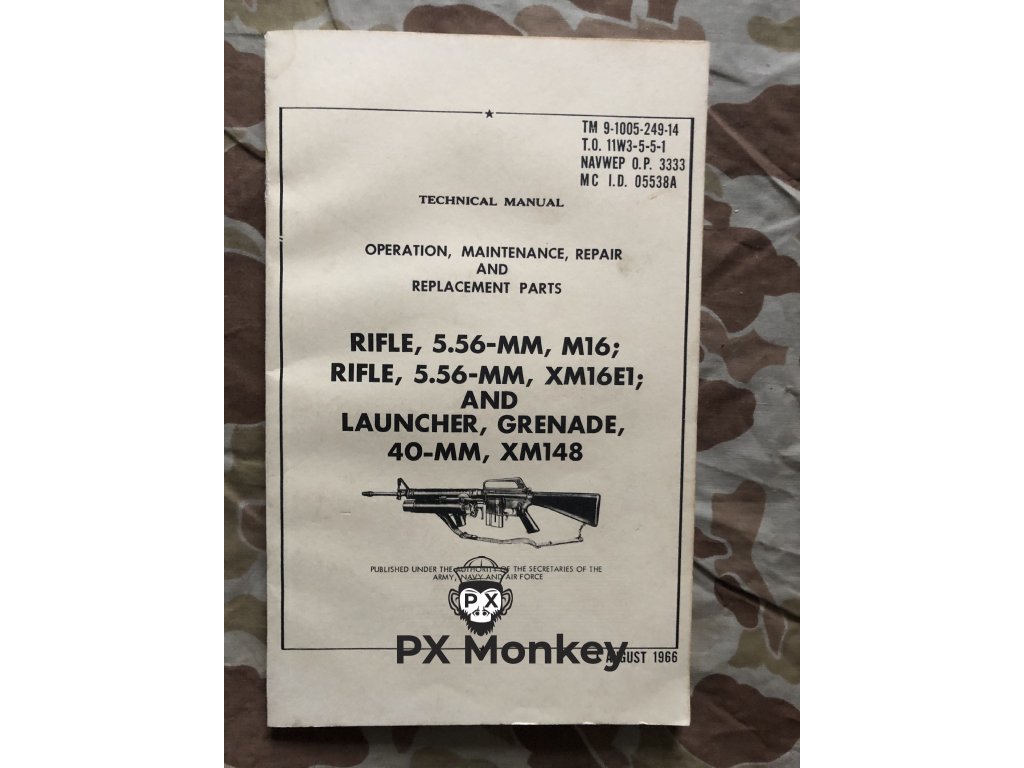 TM 9-1005-249-14
T.O. 11W3-5-5-1
NAVWEP O.P. 3333
MC I.D. 05538A
TECHNICAL MANUAL
OPERATION, MAINTENANCE, REPAIR
AND
REPLACEMENT PARTS
RIFLE, 5.56-MM, M16;
RIFLE, 5.56-MM, XM16E1;
AND
LAUNCHER, GRENADE,
40-MM, XM148
PUBLISHED UNDER THE AUTHORITY OF THE SECRETARIES OF THE
ARMY, NAVY AND AIR FORCE
PX
PX Monkey
AUGUST 1966